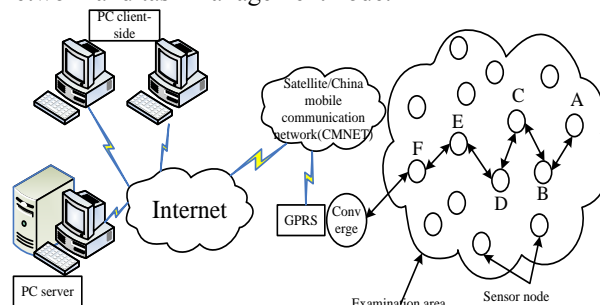 PC client-
side
Satellite/China
mobile
communication
network(CMNET)
C
A
E
F
B
D
Internet
GPRS
Conv
erge
PC server
Sensor node
Examination area